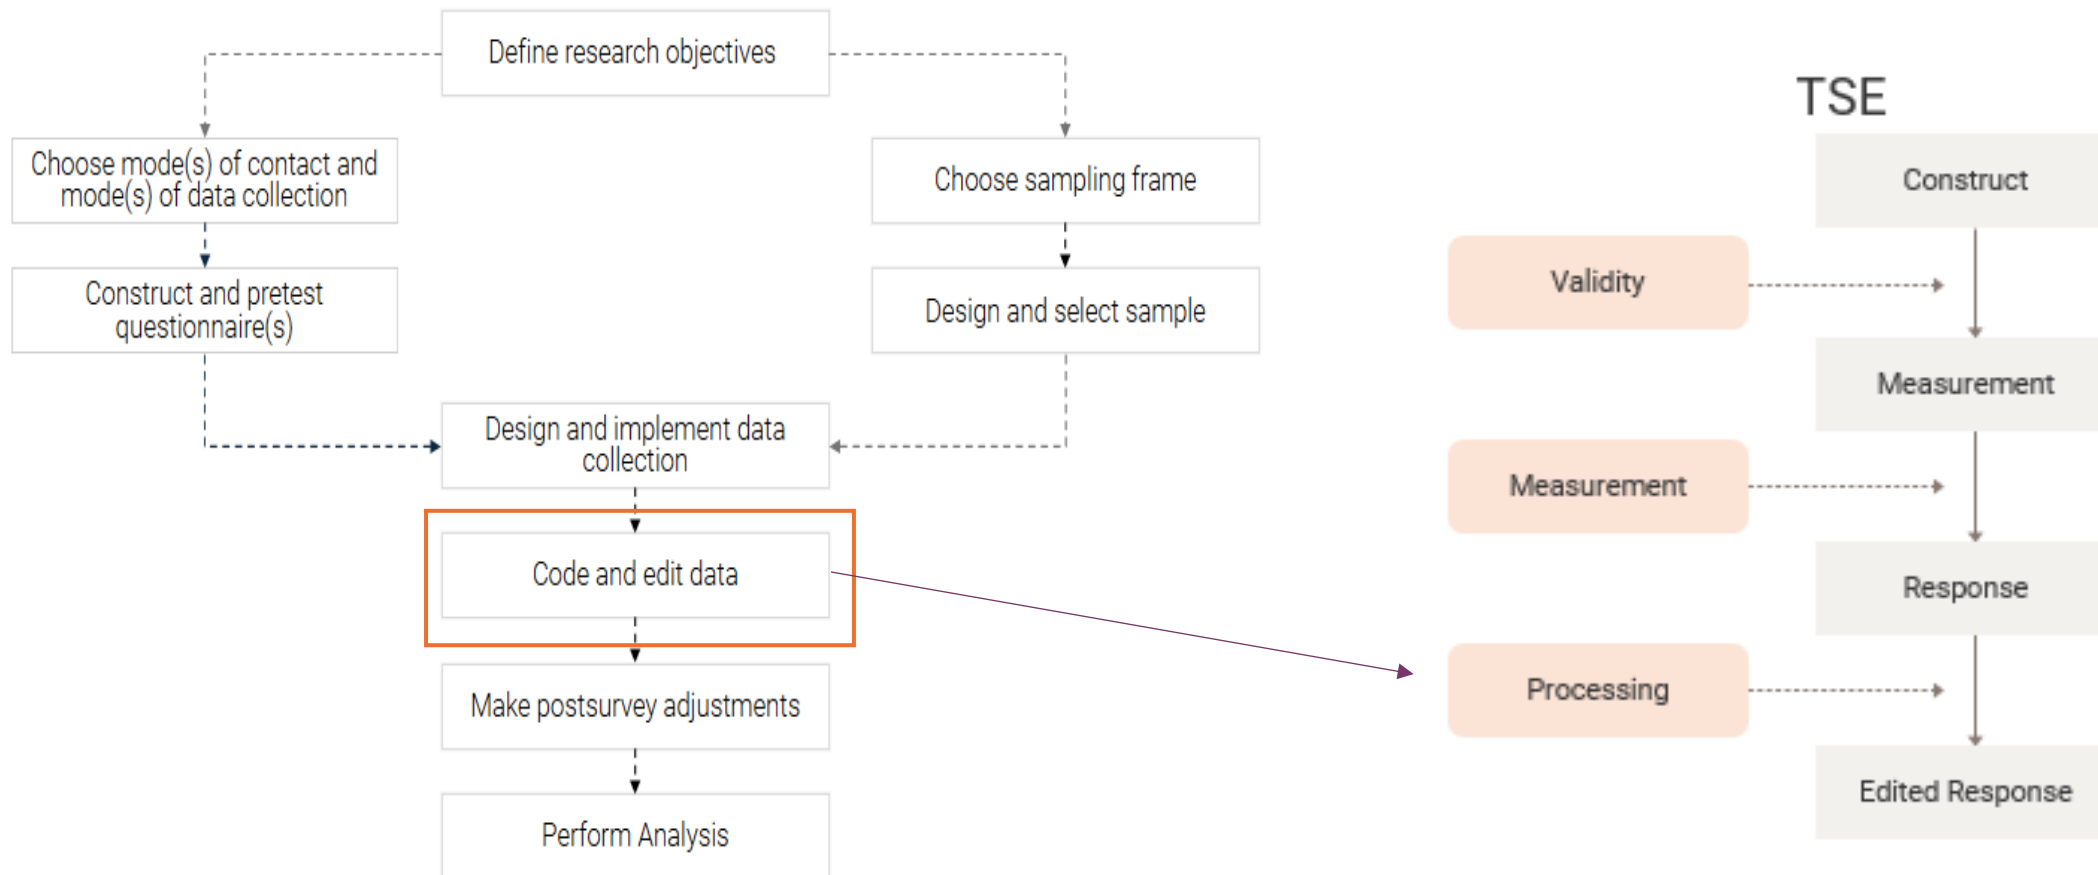 Define research objectives
Choose mode(s) of contact and
mode(s) of data collection
Choose sampling frame
Construct and pretest
questionnaire(s)
Design and select sample
Design and implement data
collection
Code and edit data
Make postsurvey adjustments
Perform Analysis
TSE
Construct
Validity
Measurement
Measurement
Response
Processing
Edited Response